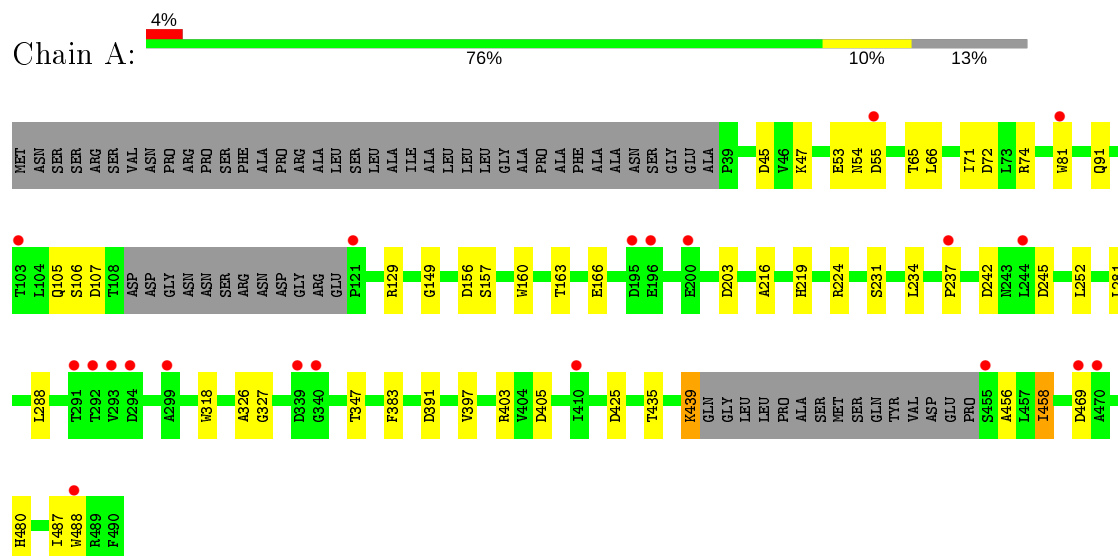 4%
Chain A:
76% 10% 13%
MET ASN SER SER ARG SER VAL ASN PRO ARG PRO SER PHE ALA PRO ARG ALA LEU SER LEU ALA ILE ALA LEU LEU LEU GLY ALA PRO ALA PHE ALA ALA ASN SER GLY GLU ALA P39 D45 V46 K47 E53 N54 D55 T65 L66 I71 D72 L73 R74 W81 Q91
T103 L104 Q105 S106 D107 T108 ASP ASP GLY ASN ASN SER ARG ASN ASP GLY ARG GLU P121 R129 G149 D156 S157 W160 T163 E166 D195 E196 E200 D203 A216 H219 R224 S231 L234 P237 D242 N243 L244 D245 L252
L288 T291 T292 V293 D294 A299 W318 A326 G327 D339 G340 T347 F383 D391 V397 R403 V404 D405 I410 D425 T435 K439 GLN GLY LEU LEU PRO ALA SER MET SER GLN TYR VAL ASP GLU PRO S455 A456 L457 I458 D469 A470
H480 I487 W488 R489 F490